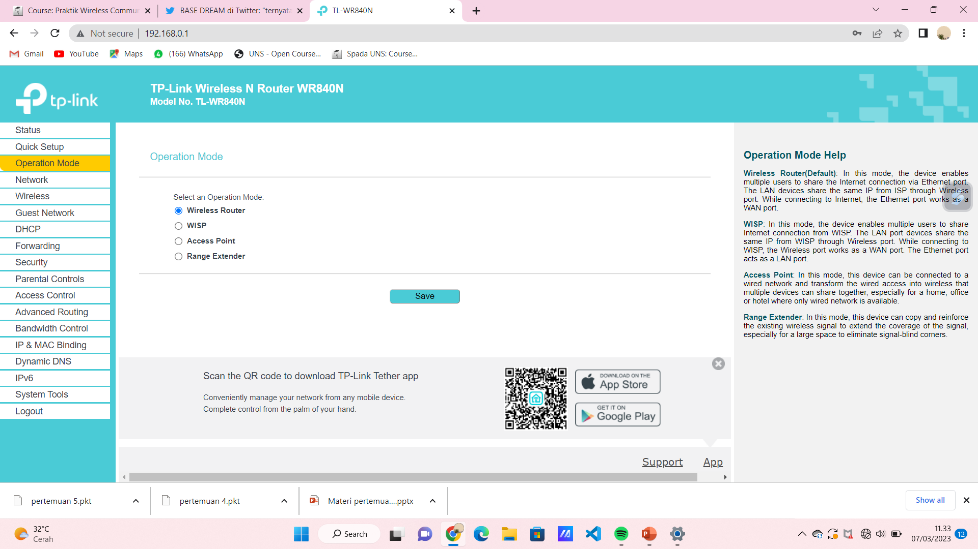 Course: Praktik Wireless Commun
BASE DREAM di Twitter: "ternyata
TL-WR840N
Not secure
192.168.0.1
Gmail
YouTube
Maps
(166) WhatsApp
UNS - Open Course...
Spada UNS: Course...
tp-link
TP-Link Wireless N Router WR840N
Model No. TL-WR840N
Status
Quick Setup
Operation Mode
Network
Wireless
Guest Network
DHCP
Forwarding
Security
Parental Controls
Access Control
Advanced Routing
Bandwidth Control
IP & MAC Binding
Dynamic DNS
IPv6
System Tools
Logout
Operation Mode
Select an Operation Mode:
Wireless Router
WISP
Access Point
Range Extender
Save
Operation Mode Help
Wireless Router(Default): In this mode, the device enables
multiple users to share the Internet connection via Ethernet port.
The LAN devices share the same IP from ISP through Wireless
port. While connecting to Internet, the Ethernet port works as a
WAN port.
WISP: In this mode, the device enables multiple users to share
Internet connection from WISP. The LAN port devices share the
same IP from WISP through Wireless port. While connecting to
WISP, the Wireless port works as a WAN port. The Ethernet port
acts as a LAN port.
Access Point: In this mode, this device can be connected to a
wired network and transform the wired access into wireless that
multiple devices can share together, especially for a home, office
or hotel where only wired network is available.
Range Extender: In this mode, this device can copy and reinforce
the existing wireless signal to extend the coverage of the signal,
especially for a large space to eliminate signal-blind corners.
Scan the QR code to download TP-Link Tether app
Conveniently manage your network from any mobile device.
Complete control from the palm of your hand.
DOWNLOAD ON THE
App Store
GET IT ON
Google Play
Support
App
pertemuan 5.pkt
pertemuan 4.pkt
Materi pertemua....pptx
Show all
32°C
Cerah
Search
11.33
07/03/2023
12